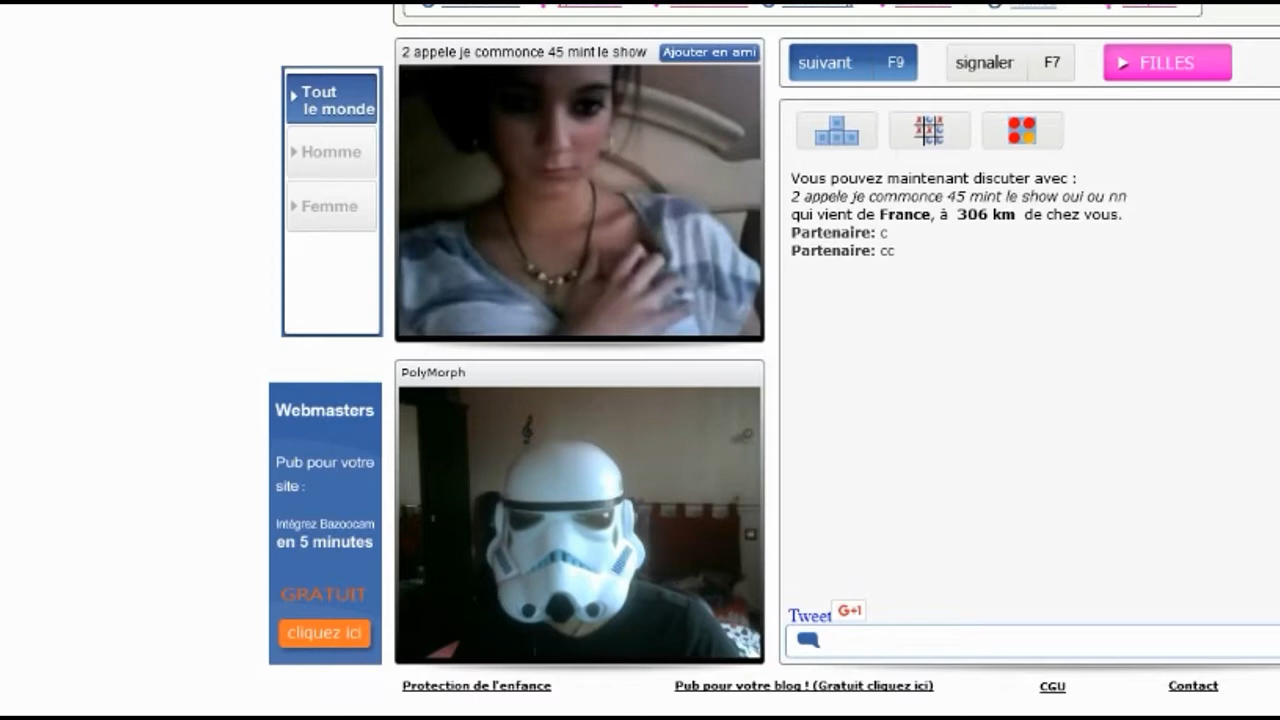 2 appele je commonce 45 mint le show
Ajouter en ami
suivant F9
signaler F7
FILLES
Tout
le monde
Homme
Femme
Vous pouvez maintenant discuter avec :
2 appele je commonce 45 mint le show oui ou nn
qui vient de France, à 306 km de chez vous.
Partenaire: c
Partenaire: cc
PolyMorph
Webmasters
Pub pour votre
site :
Intégrez Bazoocam
en 5 minutes
GRATUIT
cliquez ici
Tweet
G+1
Protection de l'enfance
Pub pour votre blog ! (Gratuit cliquez ici)
CGU
Contact